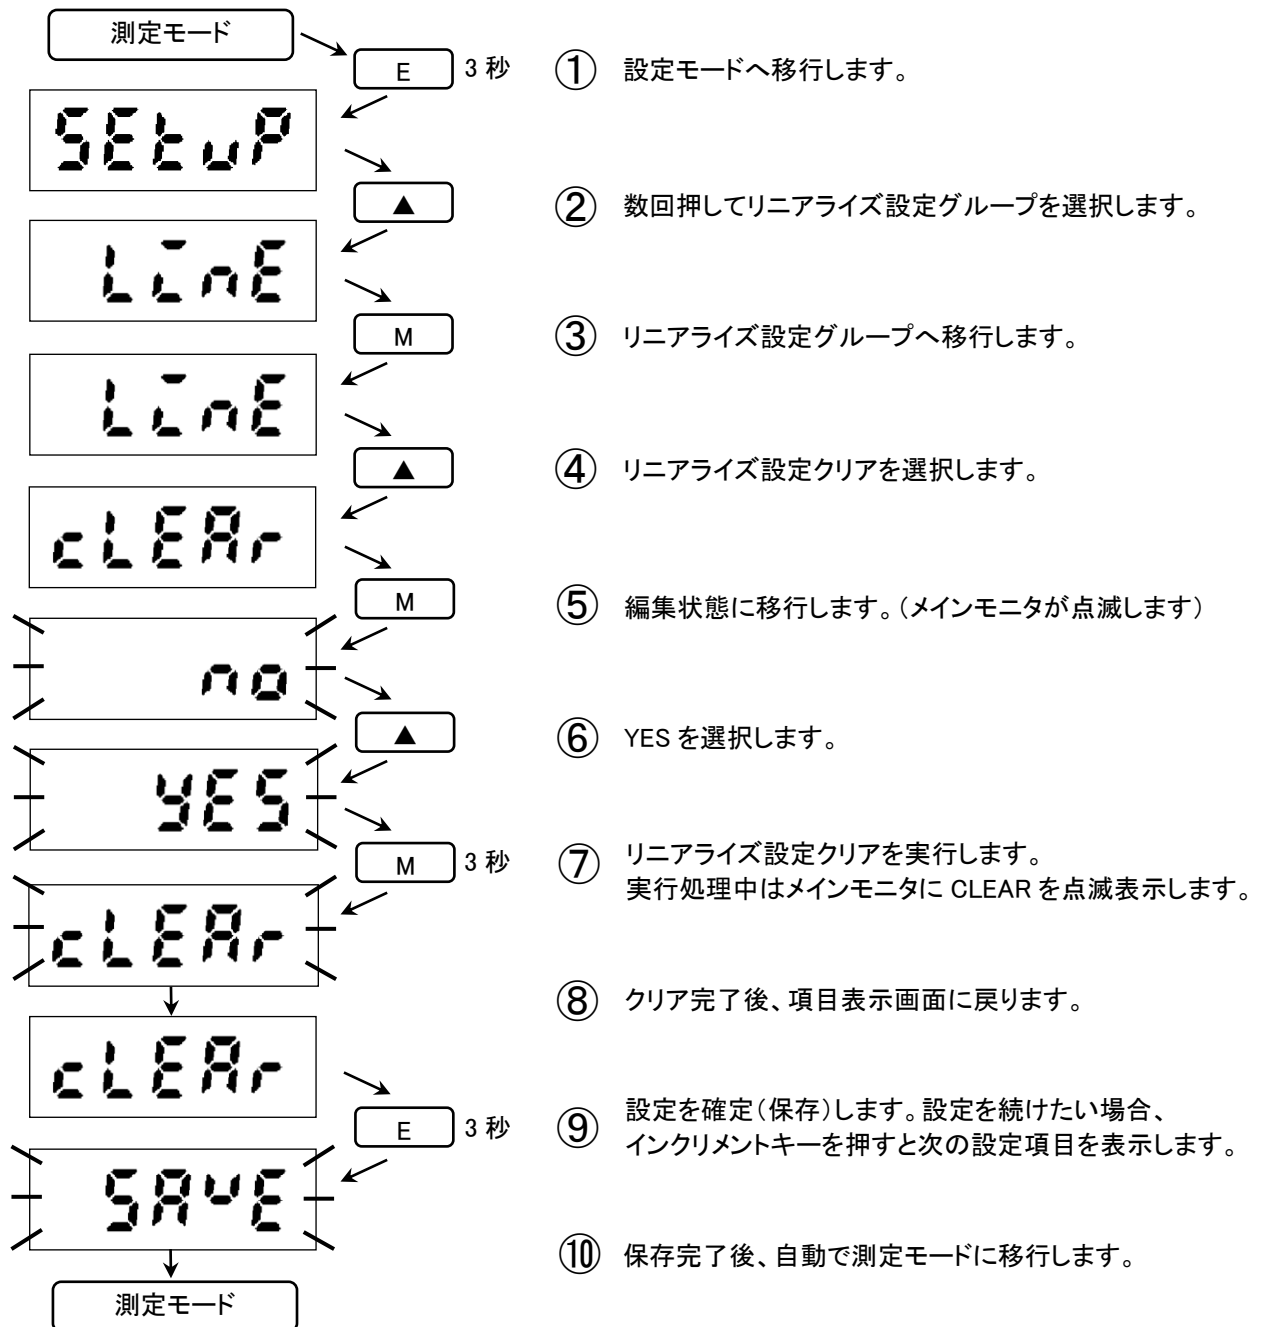 測定モード
E 3 秒 ① 設定モードへ移行します。
SEtuP
▲ ② 数回押してリニアライズ設定グループを選択します。
LinE
M ③ リニアライズ設定グループへ移行します。
LinE
▲ ④ リニアライズ設定クリアを選択します。
cLEAr
M ⑤ 編集状態に移行します。（メインモニタが点滅します）
no
▲ ⑥ YES を選択します。
YES
M 3 秒 ⑦ リニアライズ設定クリアを実行します。
実行処理中はメインモニタに CLEAR を点滅表示します。
cLEAr
⑧ クリア完了後、項目表示画面に戻ります。
cLEAr
E 3 秒 ⑨ 設定を確定（保存）します。設定を続けたい場合、
インクリメントキーを押すと次の設定項目を表示します。
SAvE
⑩ 保存完了後、自動で測定モードに移行します。
測定モード